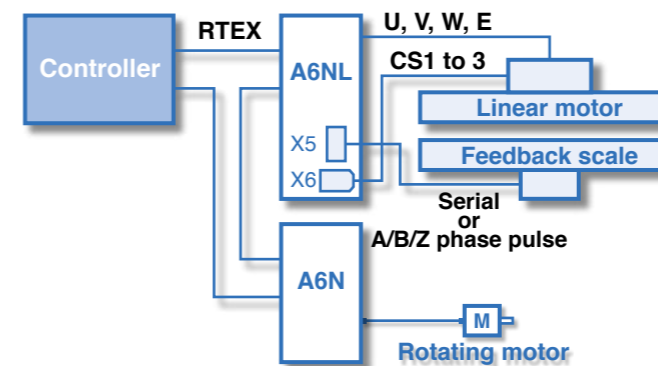 RTEX
U, V, W, E
Controller
A6NL
CS1 to 3
Linear motor
X5
Feedback scale
X6
Serial
or
A/B/Z phase pulse
A6N
M
Rotating motor